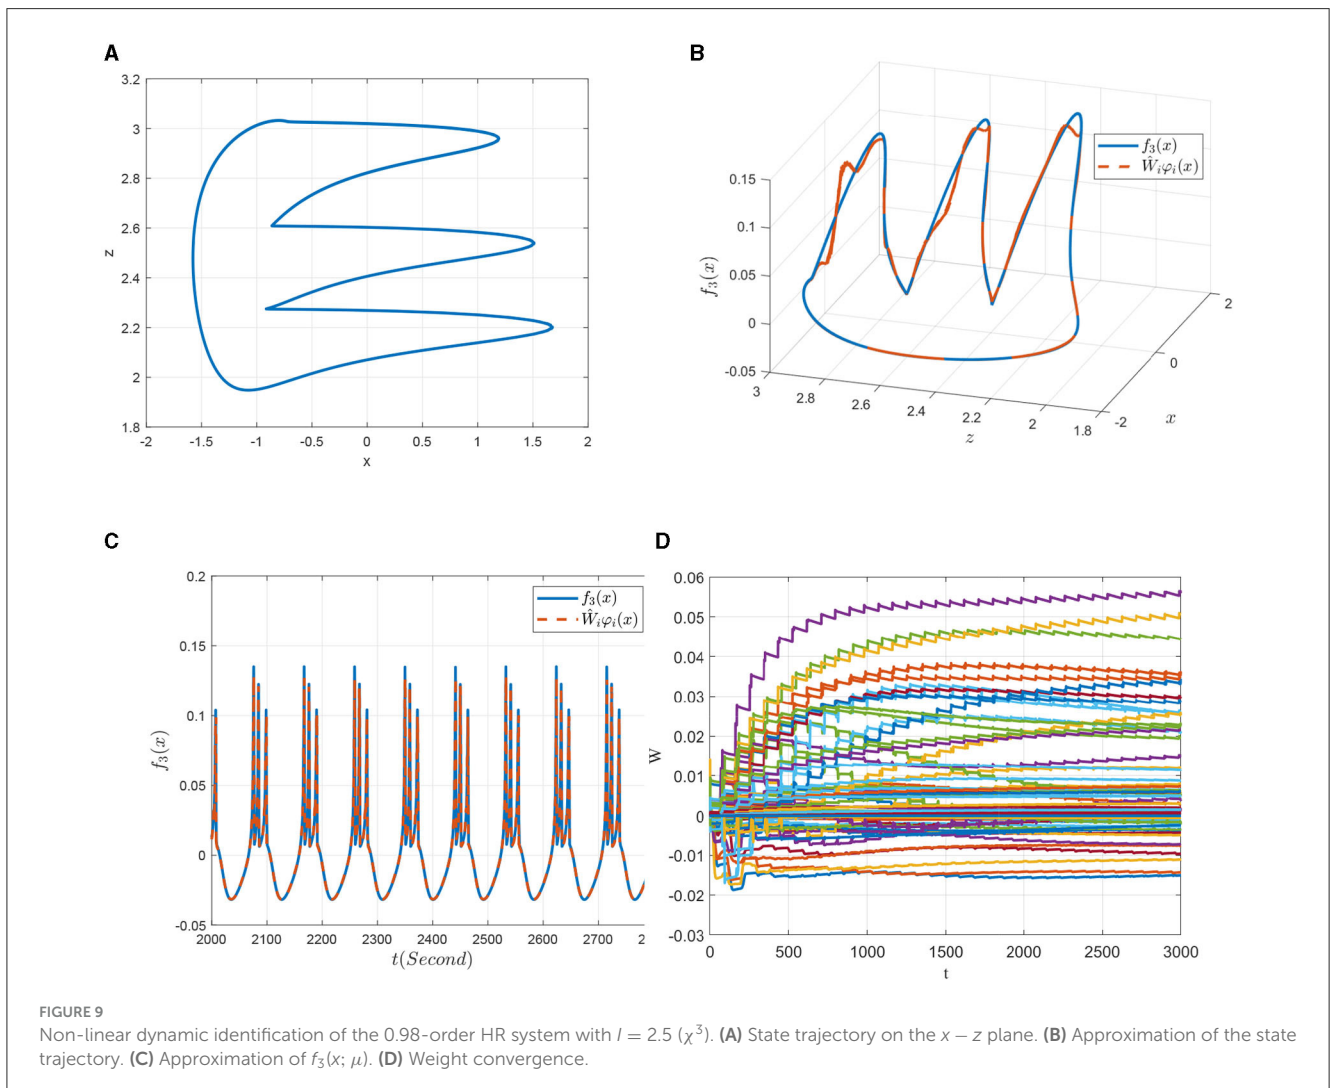 A
3.2
3
2.8
2.6
2.4
2.2
2
1.8
z
-2 -1.5 -1 -0.5 0 0.5 1 1.5 2
x
B
f₃(x)
Ŵᵢφᵢ(x)
0.15
0.1
0.05
0
-0.05
f₃(x)
3 2.8 2.6 2.4 2.2 2 1.8
z
-2 0 2
x
C
0.2
0.15
0.1
0.05
0
-0.05
f₃(x)
f₃(x)
Ŵᵢφᵢ(x)
2000 2100 2200 2300 2400 2500 2600 2700 2
t(Second)
D
0.06
0.05
0.04
0.03
0.02
0.01
0
-0.01
-0.02
-0.03
W
0 500 1000 1500 2000 2500 3000
t
FIGURE 9
Non-linear dynamic identification of the 0.98-order HR system with I = 2.5 (χ³). (A) State trajectory on the x − z plane. (B) Approximation of the state
trajectory. (C) Approximation of f₃(x; μ). (D) Weight convergence.